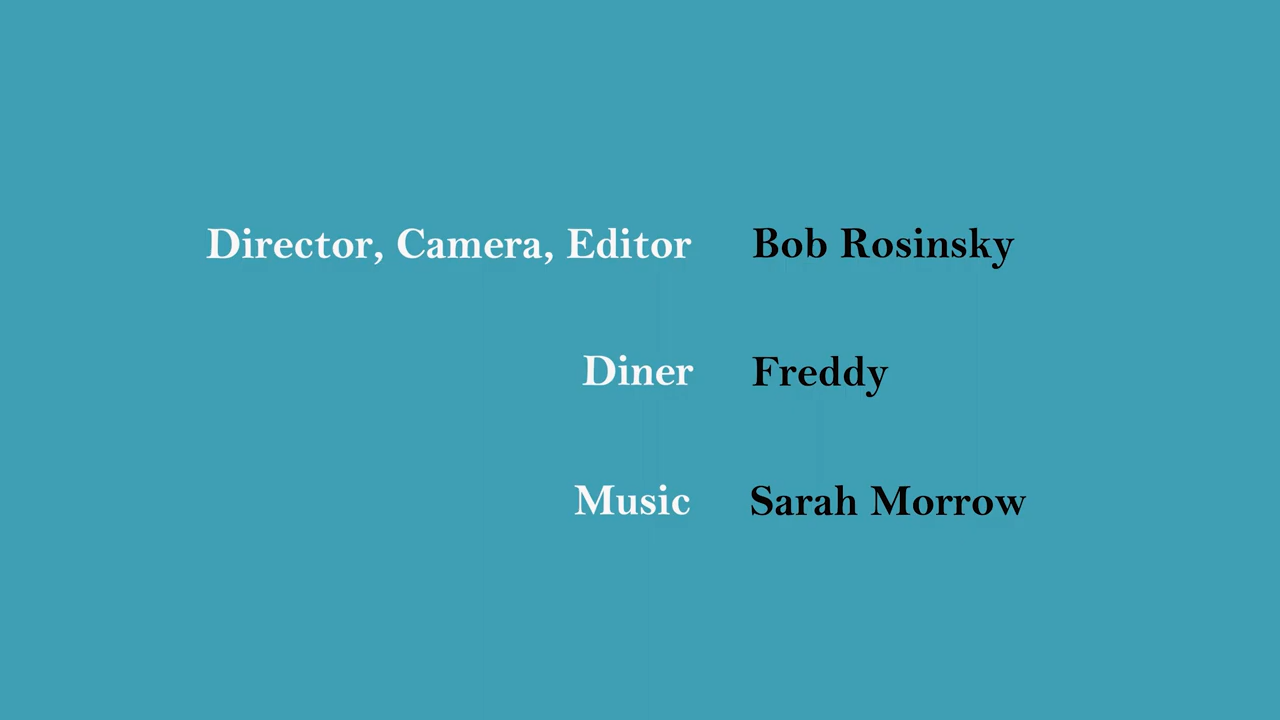 Director, Camera, Editor Bob Rosinsky
Diner Freddy
Music Sarah Morrow